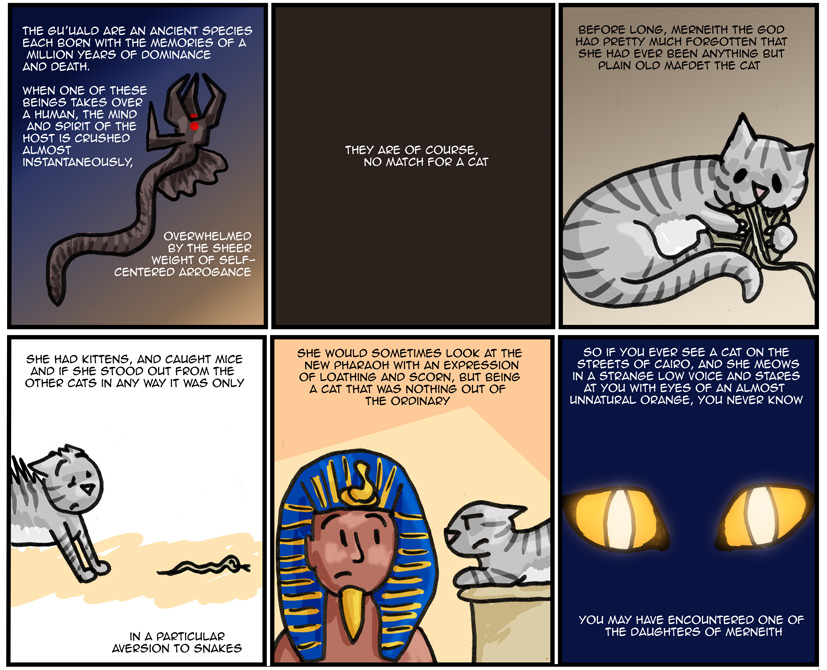 THE GU'UALD ARE AN ANCIENT SPECIES
EACH BORN WITH THE MEMORIES OF A
MILLION YEARS OF DOMINANCE
AND DEATH.
WHEN ONE OF THESE
BEINGS TAKES OVER
A HUMAN, THE MIND
AND SPIRIT OF THE
HOST IS CRUSHED
ALMOST
INSTANTANEOUSLY,
OVERWHELMED
BY THE SHEER
WEIGHT OF SELF-
CENTERED ARROGANCE
THEY ARE OF COURSE,
NO MATCH FOR A CAT
BEFORE LONG, MERNEITH THE GOD
HAD PRETTY MUCH FORGOTTEN THAT
SHE HAD EVER BEEN ANYTHING BUT
PLAIN OLD MAFDET THE CAT
SHE HAD KITTENS, AND CAUGHT MICE
AND IF SHE STOOD OUT FROM THE
OTHER CATS IN ANY WAY IT WAS ONLY
IN A PARTICULAR
AVERSION TO SNAKES
SHE WOULD SOMETIMES LOOK AT THE
NEW PHARAOH WITH AN EXPRESSION
OF LOATHING AND SCORN, BUT BEING
A CAT THAT WAS NOTHING OUT OF
THE ORDINARY
SO IF YOU EVER SEE A CAT ON THE
STREETS OF CAIRO, AND SHE MEOWS
IN A STRANGE LOW VOICE AND STARES
AT YOU WITH EYES OF AN ALMOST
UNNATURAL ORANGE, YOU NEVER KNOW
YOU MAY HAVE ENCOUNTERED ONE OF
THE DAUGHTERS OF MERNEITH